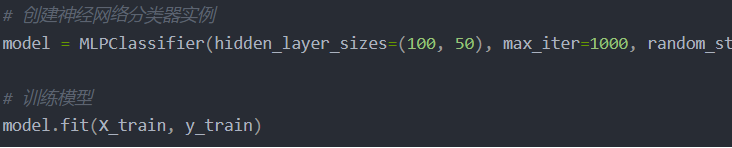 # 创建神经网络分类器实例
model = MLPClassifier(hidden_layer_sizes=(100, 50), max_iter=1000, random_st
# 训练模型
model.fit(X_train, y_train)